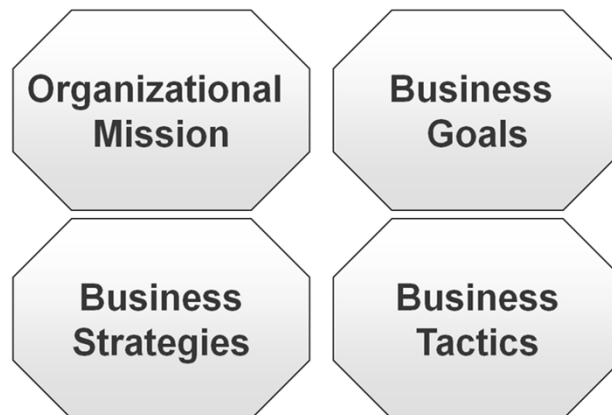 Organizational
Mission
Business
Goals
Business
Strategies
Business
Tactics